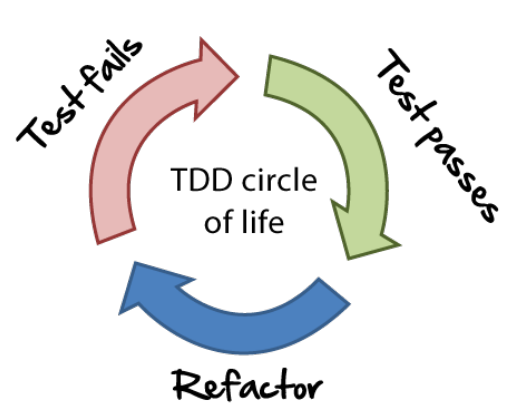 Test fails
Test passes
TDD circle
of life
Refactor